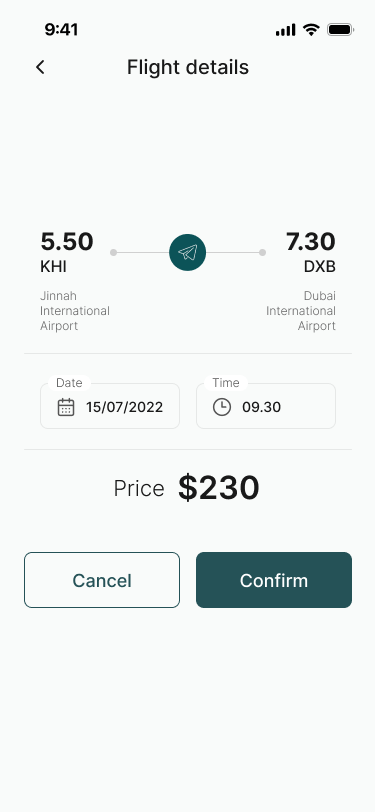 9:41
Flight details
5.50
7.30
KHI
DXB
Jinnah
International
Airport
Dubai
International
Airport
Date
15/07/2022
Time
09.30
Price $230
Cancel
Confirm